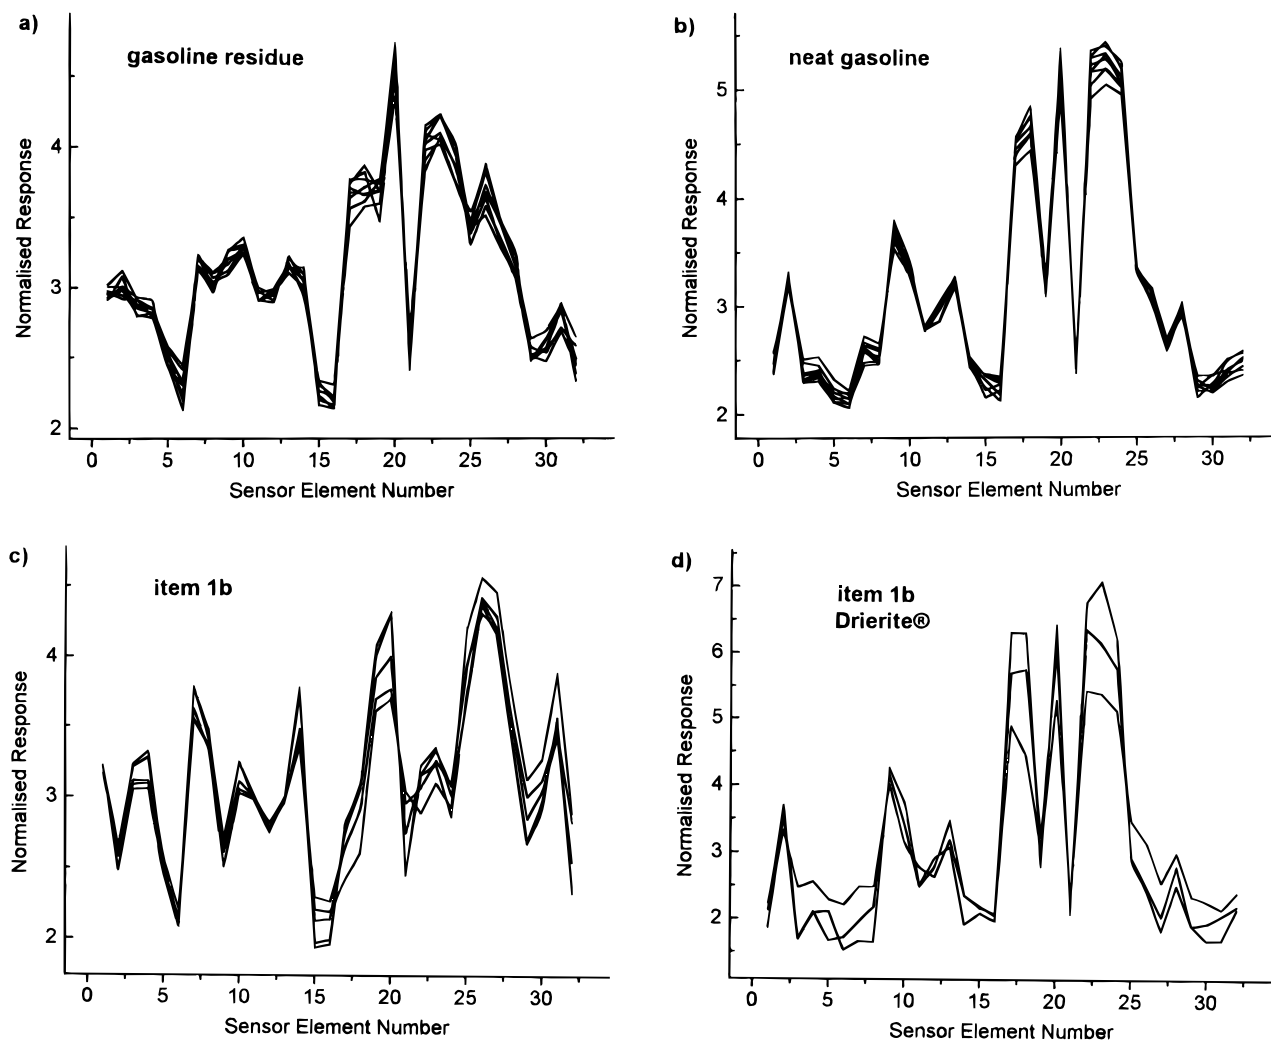 a)
gasoline residue
Normalised Response
4
3
2
0 5 10 15 20 25 30
Sensor Element Number
b)
neat gasoline
Normalised Response
5
4
3
2
0 5 10 15 20 25 30
Sensor Element Number
c)
item 1b
Normalised Response
4
3
2
0 5 10 15 20 25 30
Sensor Element Number
d)
item 1b
Drierite®
Normalised Response
7
6
5
4
3
2
0 5 10 15 20 25 30
Sensor Element Number